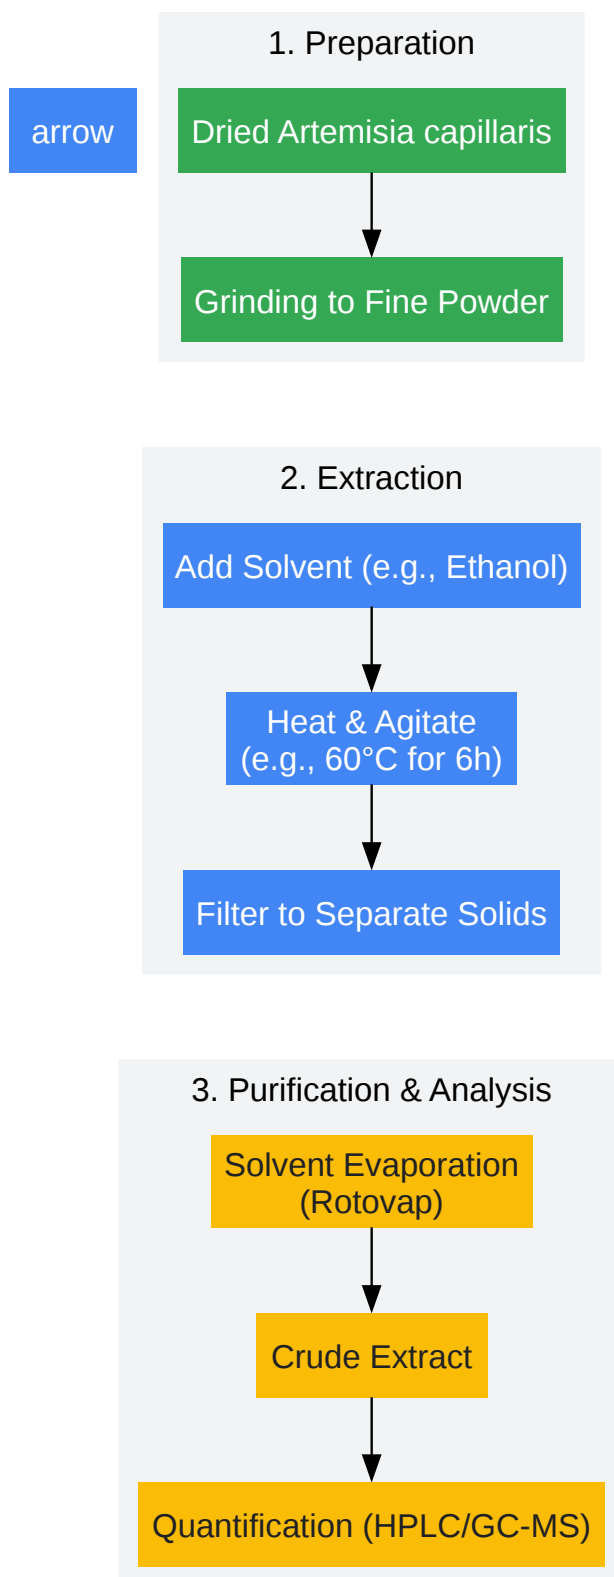 1. Preparation
arrow
Dried Artemisia capillaris
Grinding to Fine Powder
2. Extraction
Add Solvent (e.g., Ethanol)
Heat & Agitate
(e.g., 60°C for 6h)
Filter to Separate Solids
3. Purification & Analysis
Solvent Evaporation
(Rotovap)
Crude Extract
Quantification (HPLC/GC-MS)